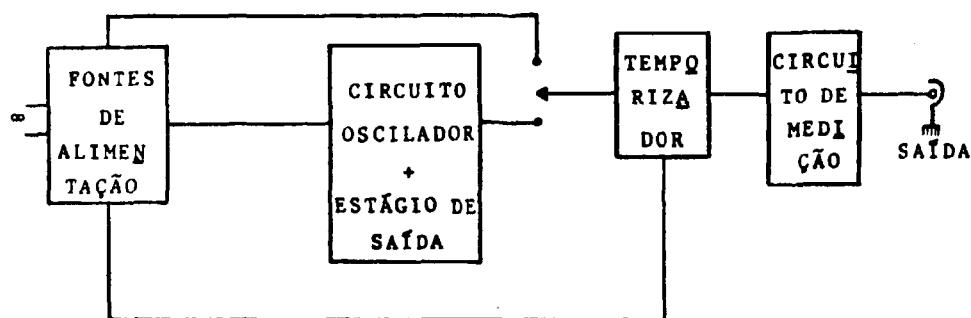 FONTES
DE
ALIMEN
TAÇÃO
CIRCUITO
OSCILADOR
+
ESTÁGIO DE
SAÍDA
TEMPO
RIZA
DOR
CIRCUI
TO DE
MEDI
ÇÃO
SAÍDA